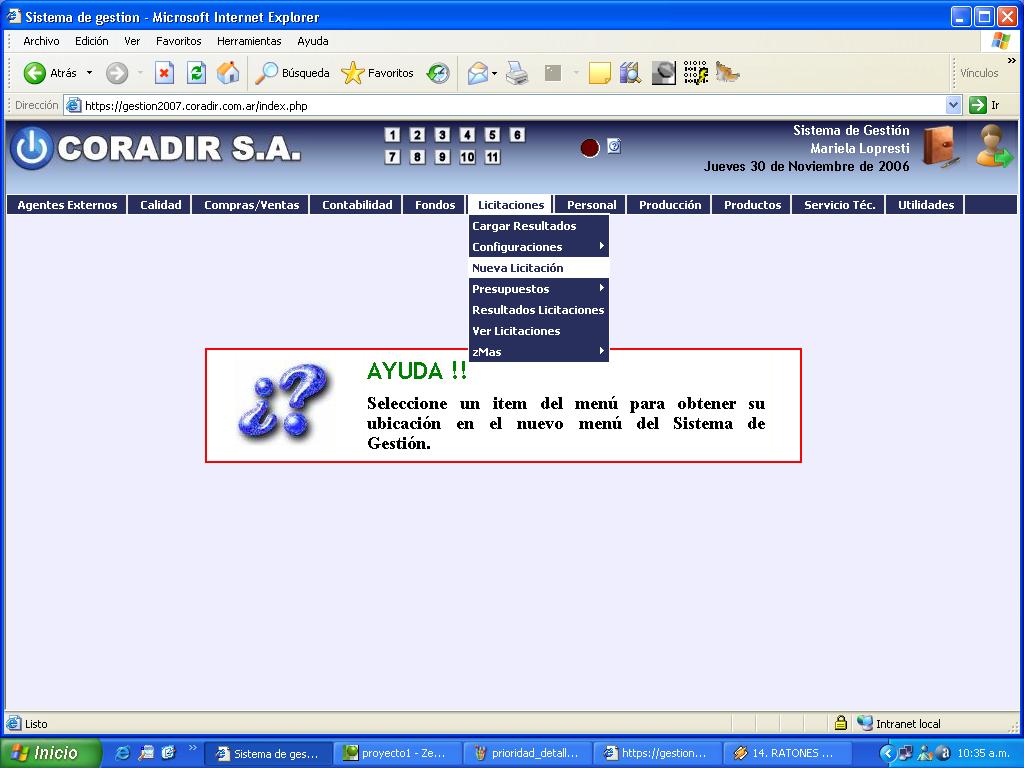 Sistema de gestion - Microsoft Internet Explorer
Archivo Edición Ver Favoritos Herramientas Ayuda
Atrás Búsqueda Favoritos Vínculos »
Dirección https://gestion2007.coradir.com.ar/index.php Ir
CORADIR S.A.
1 2 3 4 5 6
7 8 9 10 11
Sistema de Gestión
Mariela Lopresti
Jueves 30 de Noviembre de 2006
Agentes Externos Calidad Compras/Ventas Contabilidad Fondos Licitaciones Personal Producción Productos Servicio Téc. Utilidades
Cargar Resultados
Configuraciones
Nueva Licitación
Presupuestos
Resultados Licitaciones
Ver Licitaciones
zMas
¿?
AYUDA !!
Seleccione un item del menú para obtener su
ubicación en el nuevo menú del Sistema de
Gestión.
Listo Intranet local
Inicio » Sistema de ges... proyecto1 - Ze... prioridad_detall... https://gestion... 14. RATONES ... 10:35 a.m.